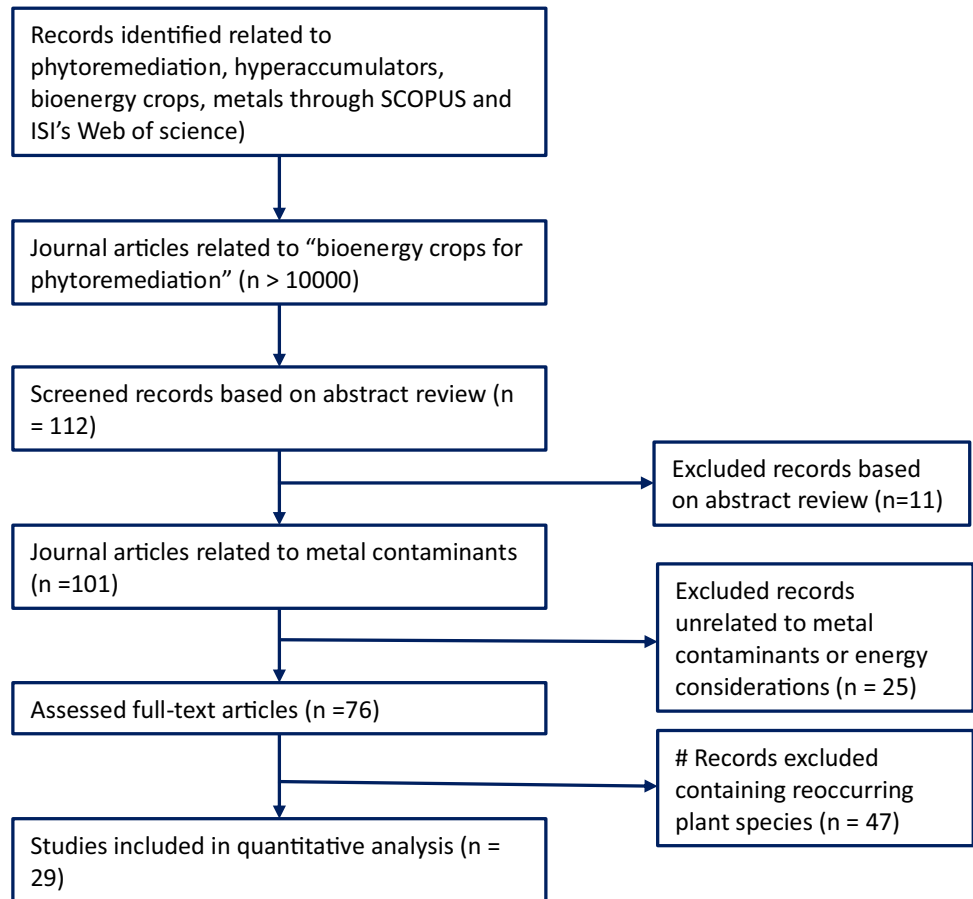 Records identified related to
phytoremediation, hyperaccumulators,
bioenergy crops, metals through SCOPUS and
ISI's Web of science)
Journal articles related to “bioenergy crops for
phytoremediation” (n > 10000)
Screened records based on abstract review (n
= 112)
Excluded records based
on abstract review (n=11)
Journal articles related to metal contaminants
(n =101)
Excluded records
unrelated to metal
contaminants or energy
considerations (n = 25)
Assessed full-text articles (n =76)
# Records excluded
containing reoccurring
plant species (n = 47)
Studies included in quantitative analysis (n =
29)